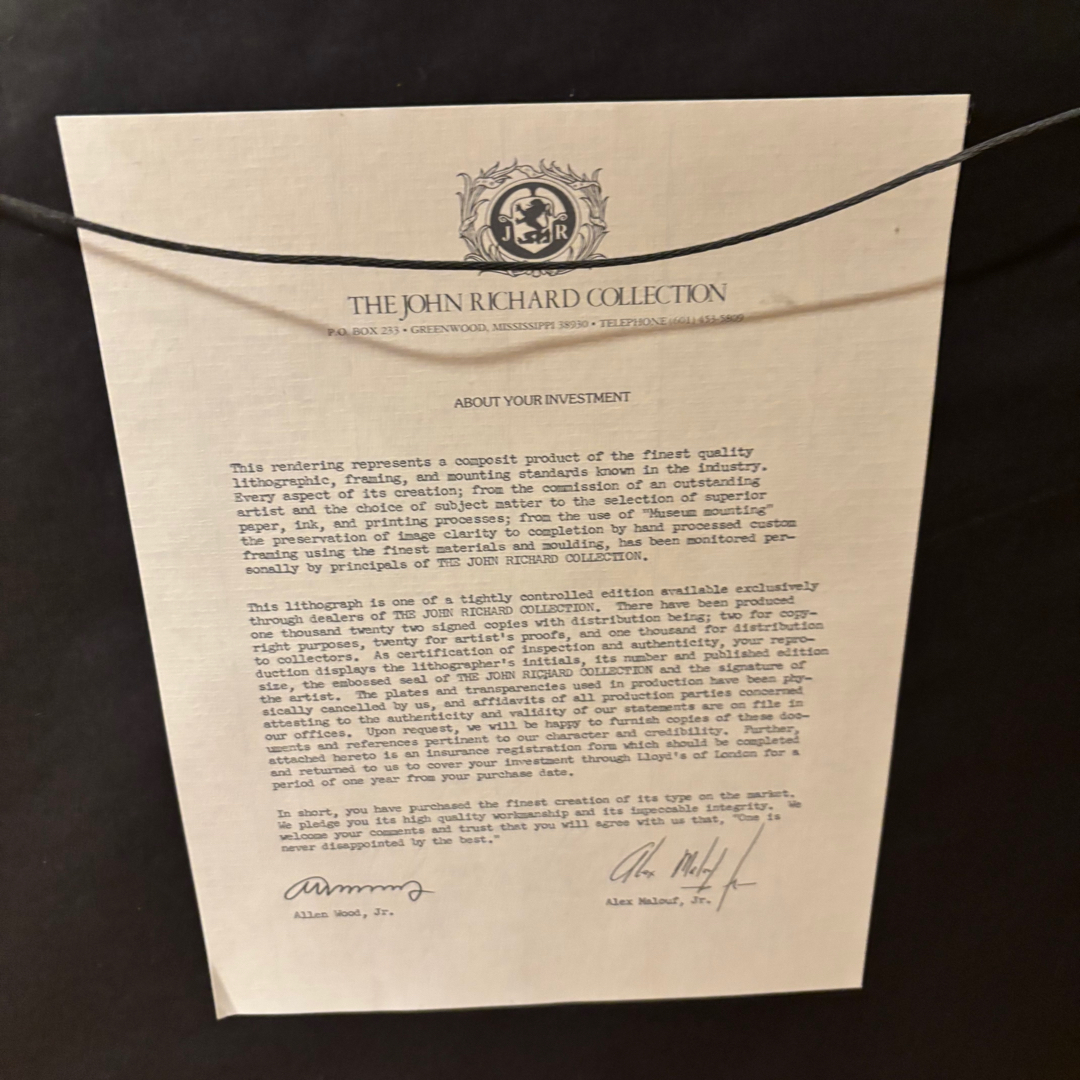 J R
THE JOHN RICHARD COLLECTION
P.O. BOX 233 • GREENWOOD, MISSISSIPPI 38930 • TELEPHONE (601) 453-5809
ABOUT YOUR INVESTMENT
This rendering represents a composit product of the finest quality
lithographic, framing, and mounting standards known in the industry.
Every aspect of its creation; from the commission of an outstanding
artist and the choice of subject matter to the selection of superior
paper, ink, and printing processes; from the use of "Museum mounting"
the preservation of image clarity to completion by hand processed custom
framing using the finest materials and moulding, has been monitored per-
sonally by principals of THE JOHN RICHARD COLLECTION.
This lithograph is one of a tightly controlled edition available exclusively
through dealers of THE JOHN RICHARD COLLECTION. There have been produced
one thousand twenty two signed copies with distribution being; two for copy-
right purposes, twenty for artist's proofs, and one thousand for distribution
to collectors. As certification of inspection and authenticity, your repro-
duction displays the lithographer's initials, its number and published edition
size, the embossed seal of THE JOHN RICHARD COLLECTION and the signature of
the artist. The plates and transparencies used in production have been phy-
sically cancelled by us, and affidavits of all production parties concerned
attesting to the authenticity and validity of our statements are on file in
our offices. Upon request, we will be happy to furnish copies of these doc-
uments and references pertinent to our character and credibility. Further,
attached hereto is an insurance registration form which should be completed
and returned to us to cover your investment through Lloyd's of London for a
period of one year from your purchase date.
In short, you have purchased the finest creation of its type on the market.
We pledge you its high quality workmanship and its impeccable integrity. We
welcome your comments and trust that you will agree with us that, "One is
never disappointed by the best."
Alex Malouf Jr
Allen Wood, Jr.
Alex Malouf, Jr.